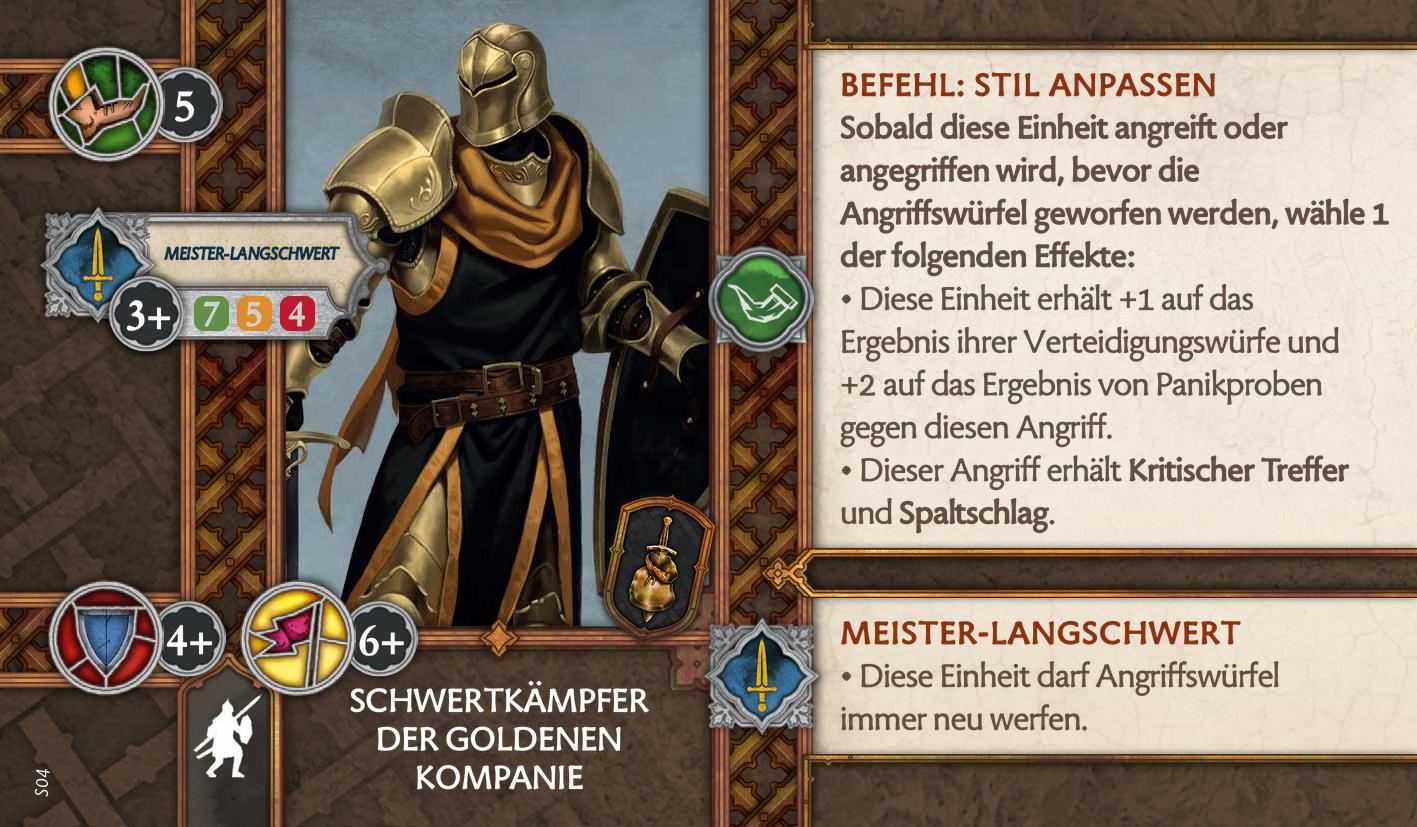 5
MEISTER-LANGSCHWERT
3+
7 5 4
4+
6+
SCHWERTKÄMPFER
DER GOLDENEN
KOMPANIE
S04
BEFEHL: STIL ANPASSEN
Sobald diese Einheit angreift oder
angegriffen wird, bevor die
Angriffswürfel geworfen werden, wähle 1
der folgenden Effekte:
• Diese Einheit erhält +1 auf das
Ergebnis ihrer Verteidigungswürfe und
+2 auf das Ergebnis von Panikproben
gegen diesen Angriff.
• Dieser Angriff erhält Kritischer Treffer
und Spaltschlag.
MEISTER-LANGSCHWERT
• Diese Einheit darf Angriffswürfel
immer neu werfen.